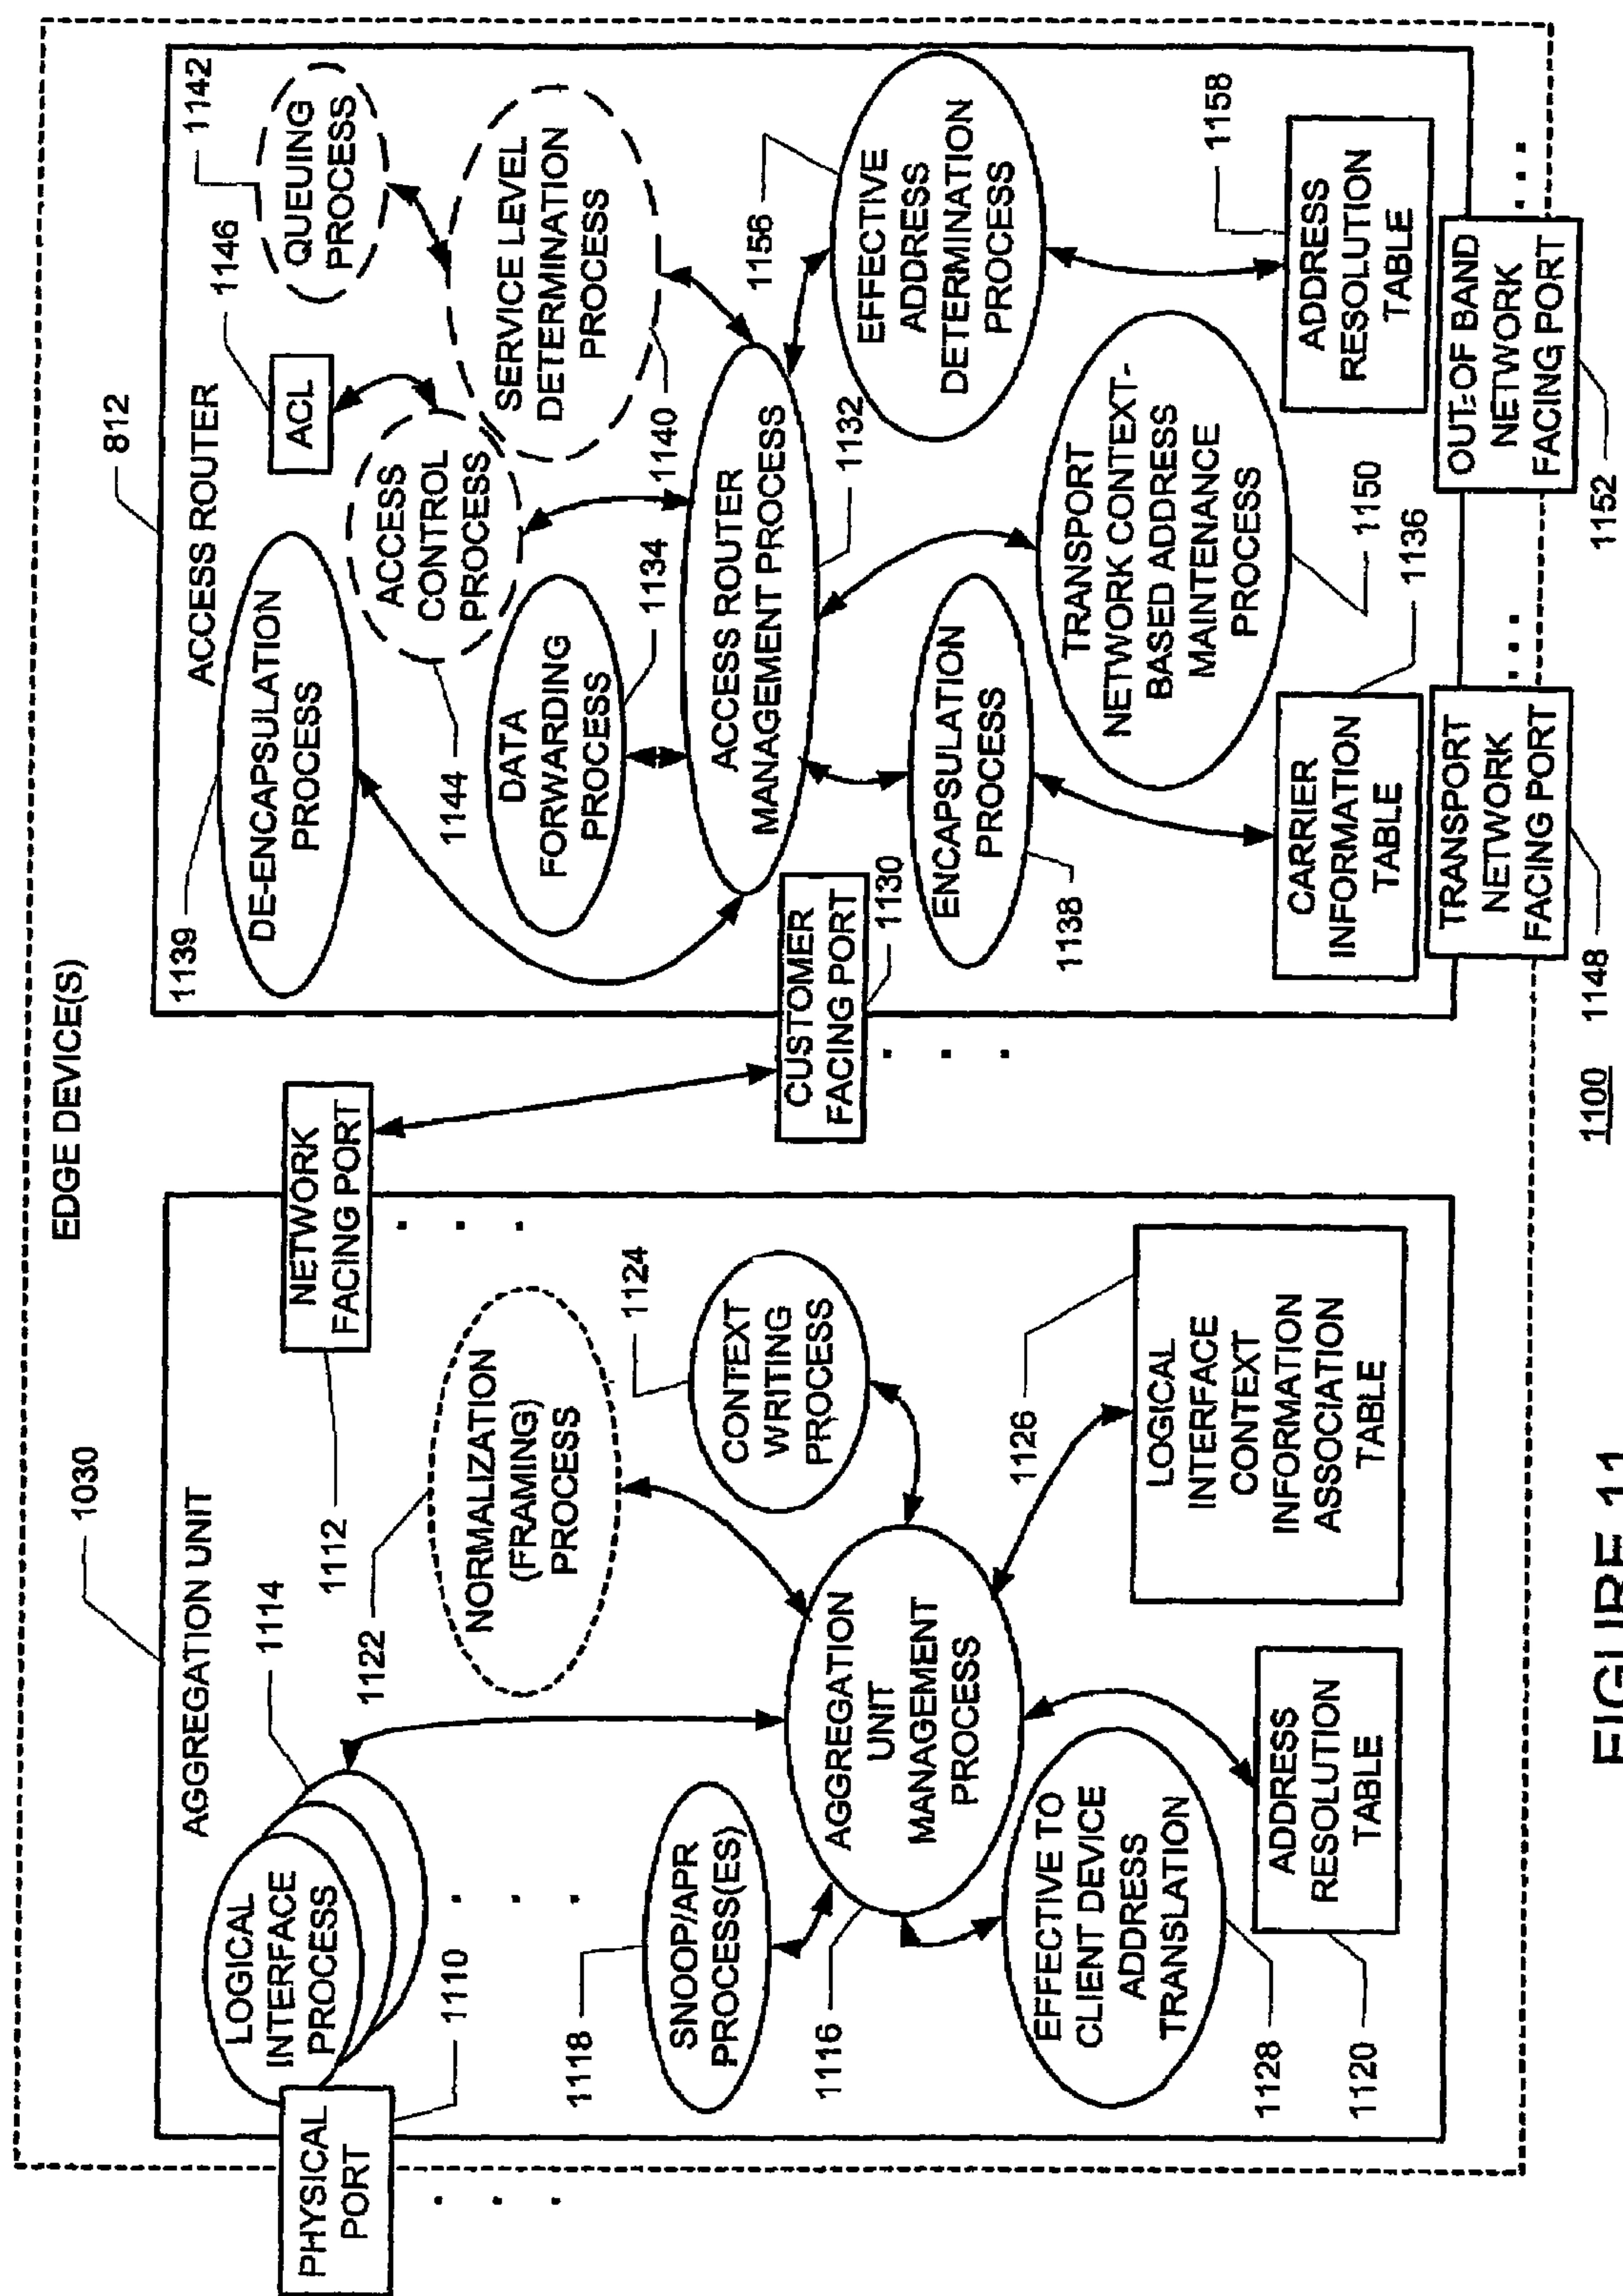 EDGE DEVICE(S)
1030
AGGREGATION UNIT
PHYSICAL
PORT
1110
LOGICAL
INTERFACE
PROCESS
1114
1112
NETWORK
FACING PORT
1122
NORMALIZATION
(FRAMING)
PROCESS
1118
SNOOP/APR
PROCESS(ES)
1124
CONTEXT
WRITING
PROCESS
1116
AGGREGATION
UNIT
MANAGEMENT
PROCESS
1126
LOGICAL
INTERFACE
CONTEXT
INFORMATION
ASSOCIATION
TABLE
EFFECTIVE TO
CLIENT DEVICE
ADDRESS
TRANSLATION
1128
ADDRESS
RESOLUTION
TABLE
1120
812
ACCESS ROUTER
1139
DE-ENCAPSULATION
PROCESS
1146
ACL
1142
QUEUING
PROCESS
1144
ACCESS
CONTROL
PROCESS
SERVICE LEVEL
DETERMINATION
PROCESS
1140
DATA
FORWARDING
PROCESS
1134
ACCESS ROUTER
MANAGEMENT PROCESS
1132
CUSTOMER
FACING PORT
1130
1156
EFFECTIVE
ADDRESS
DETERMINATION
PROCESS
ENCAPSULATION
PROCESS
1138
TRANSPORT
NETWORK CONTEXT-
BASED ADDRESS
MAINTENANCE
PROCESS
1150
CARRIER
INFORMATION
TABLE
1136
ADDRESS
RESOLUTION
TABLE
1158
TRANSPORT
NETWORK
FACING PORT
1148
OUT-OF BAND
NETWORK
FACING PORT
1152
1100
FIGURE 11